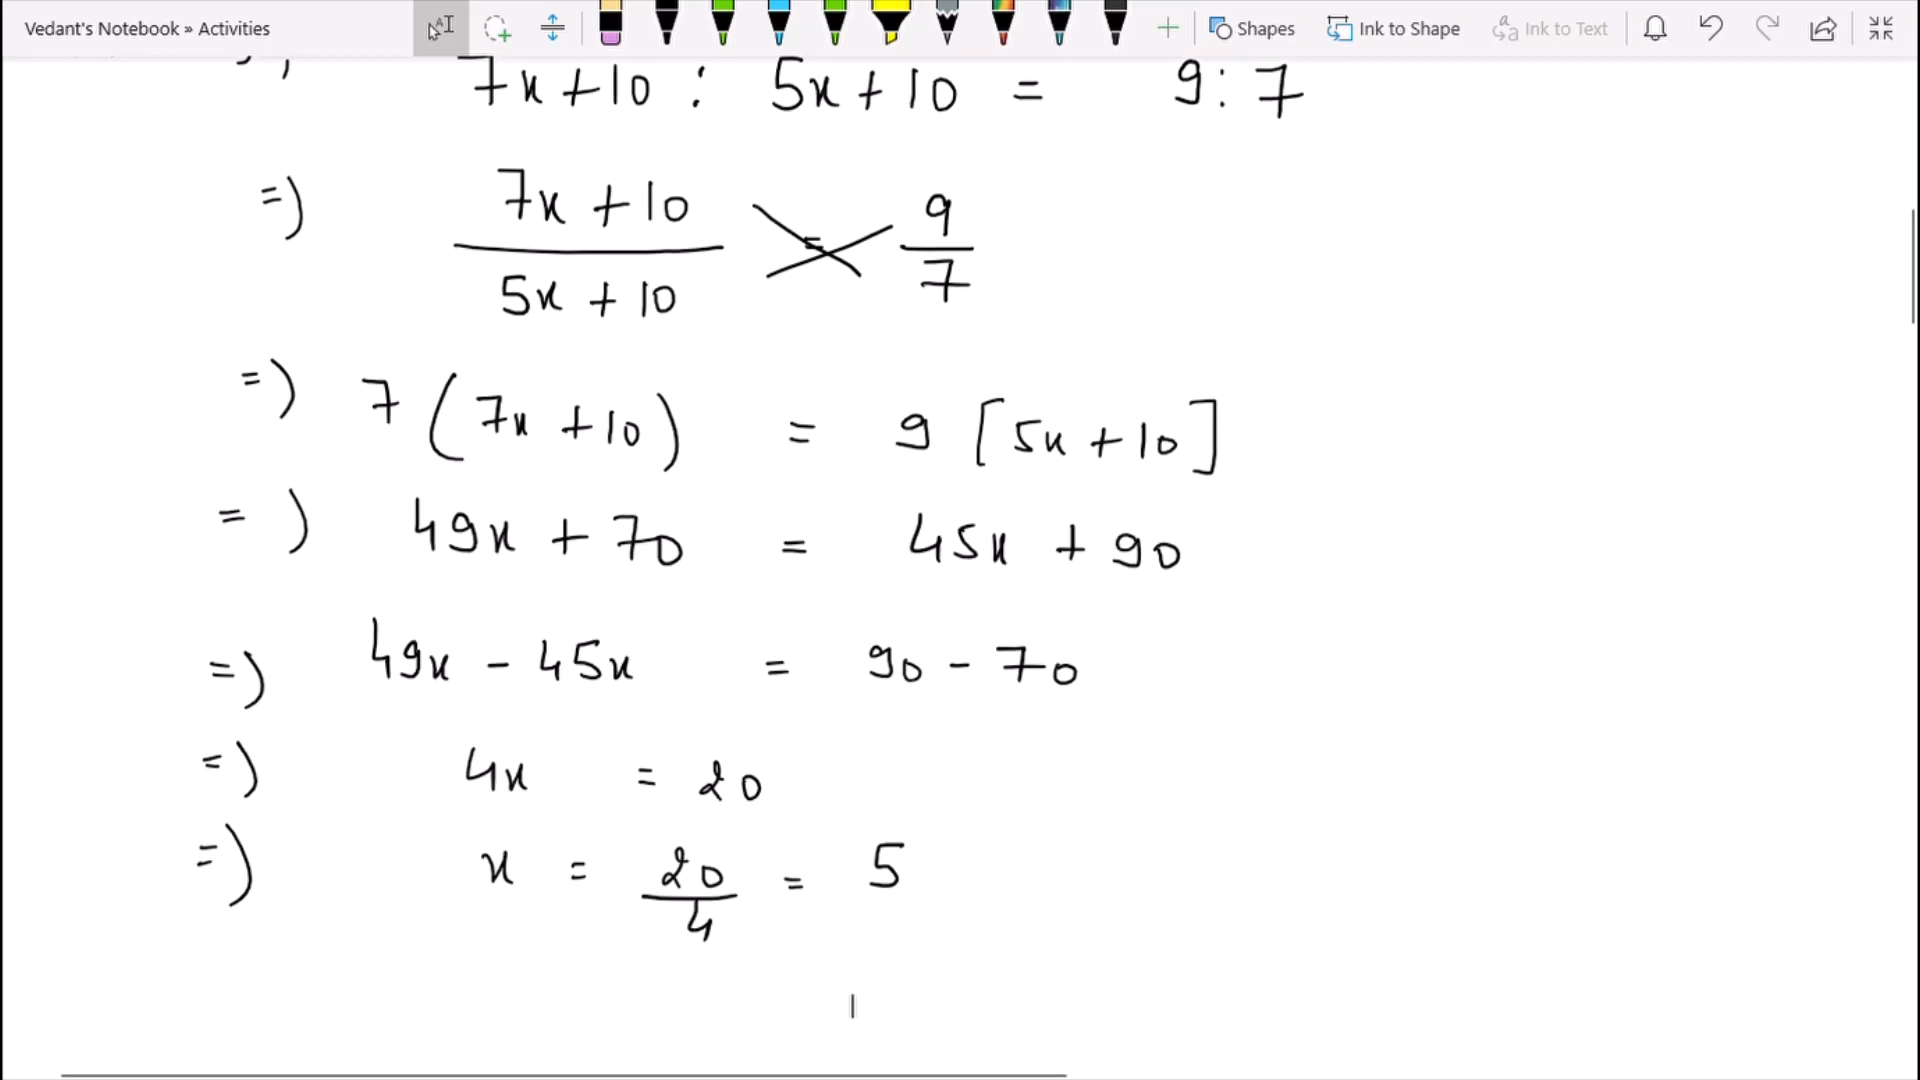 Vedant's Notebook » Activities
Shapes
Ink to Shape
Ink to Text
7x+10 : 5x+10 = 9:7
=) 7x+10 / 5x+10 = 9/7
=) 7(7x+10) = 9[5x+10]
=) 49x + 70 = 45x + 90
=) 49x - 45x = 90 - 70
=) 4x = 20
=) x = 20/4 = 5